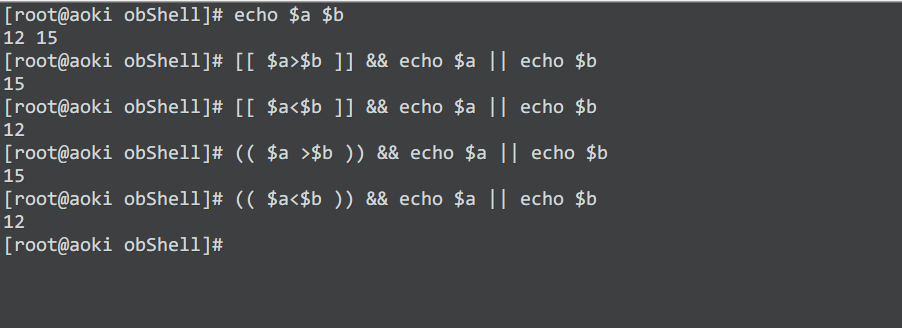 [root@aoki obShell]# echo $a $b
12 15
[root@aoki obShell]# [[ $a>$b ]] && echo $a || echo $b
15
[root@aoki obShell]# [[ $a<$b ]] && echo $a || echo $b
12
[root@aoki obShell]# (( $a >$b )) && echo $a || echo $b
15
[root@aoki obShell]# (( $a<$b )) && echo $a || echo $b
12
[root@aoki obShell]#